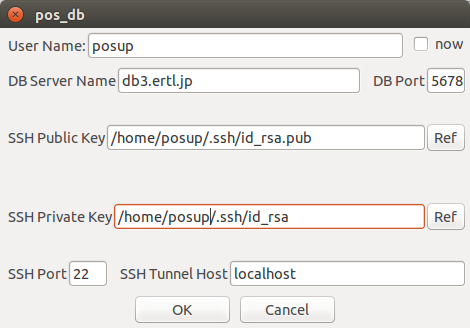 pos_db
User Name: posup now
DB Server Name db3.ertl.jp DB Port 5678
SSH Public Key /home/posup/.ssh/id_rsa.pub Ref
SSH Private Key /home/posup/.ssh/id_rsa Ref
SSH Port 22 SSH Tunnel Host localhost
OK Cancel